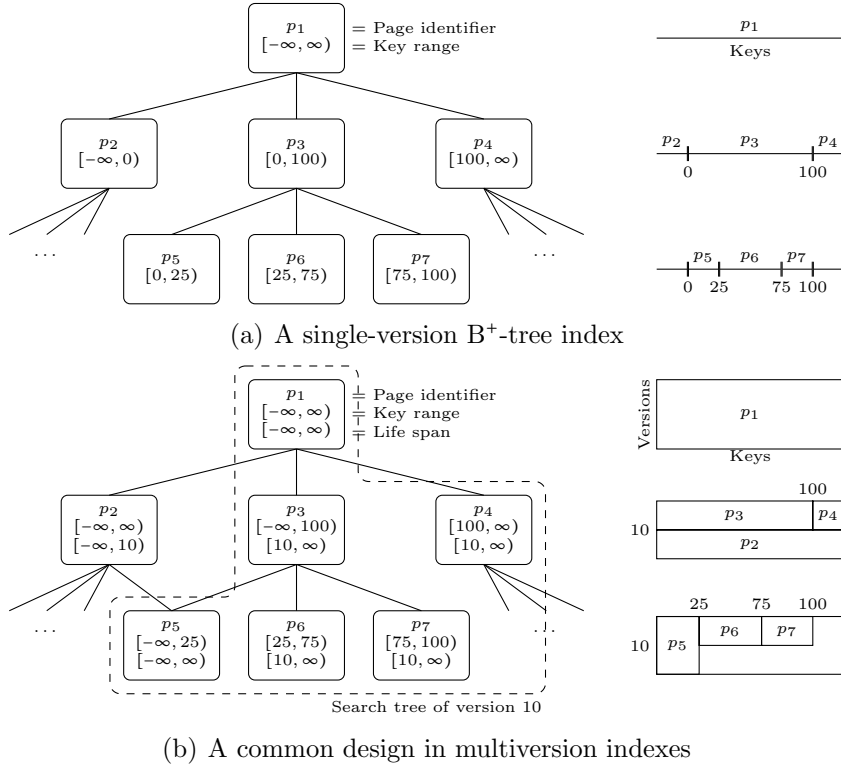 p₁ = Page identifier
[-∞, ∞) = Key range
p₁
Keys
p₂
[-∞, 0)
p₃
[0, 100)
p₄
[100, ∞)
p₂ p₃ p₄
0 100
... ...
p₅
[0, 25)
p₆
[25, 75)
p₇
[75, 100)
p₅ p₆ p₇
0 25 75 100
(a) A single-version B⁺-tree index
p₁ = Page identifier
[-∞, ∞) = Key range
[-∞, ∞) = Life span
Versions
p₁
Keys
p₂
[-∞, ∞)
[-∞, 10)
p₃
[-∞, 100)
[10, ∞)
p₄
[100, ∞)
[10, ∞)
100
10
p₃ p₄
p₂
... ...
p₅
[-∞, 25)
[-∞, ∞)
p₆
[25, 75)
[10, ∞)
p₇
[75, 100)
[10, ∞)
25 75 100
10
p₅ p₆ p₇
Search tree of version 10
(b) A common design in multiversion indexes